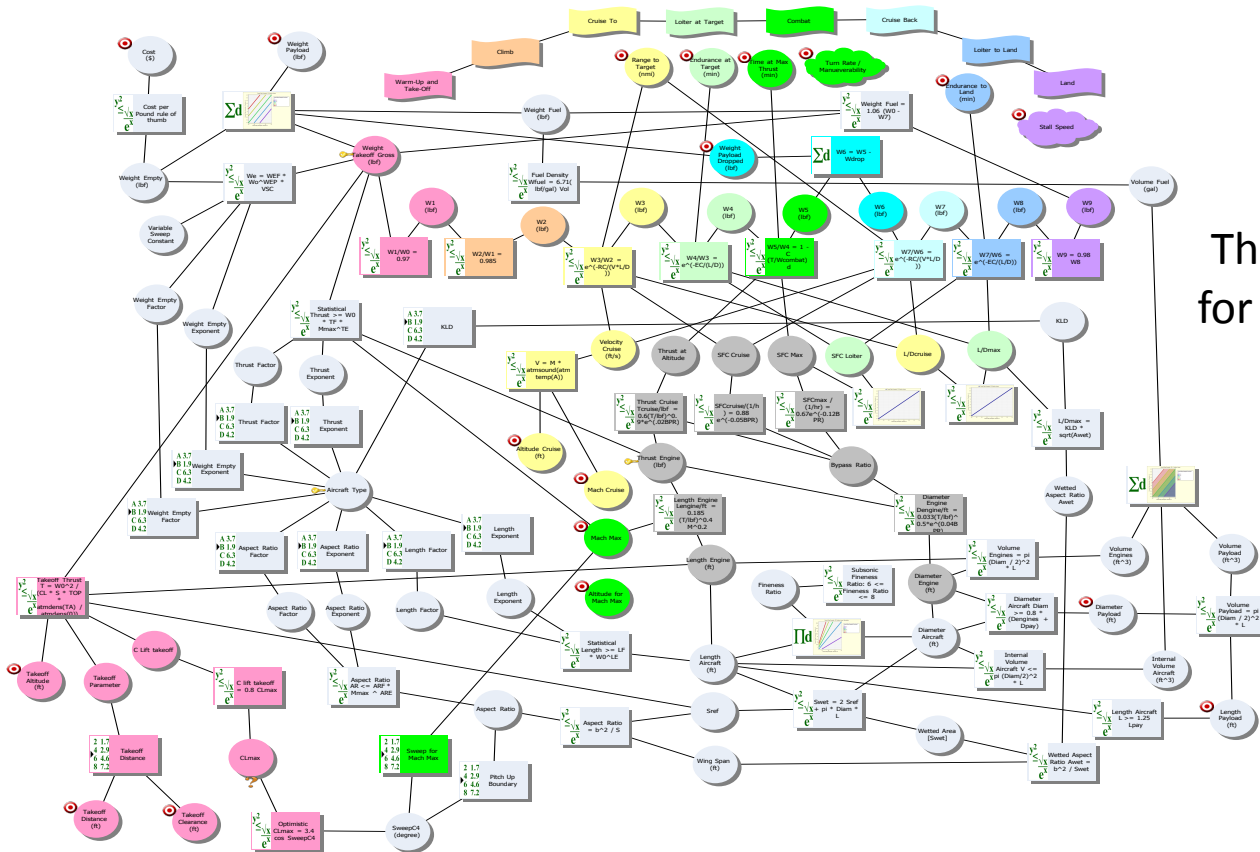 Cruise To
Loiter at Target
Combat
Cruise Back
Climb
Loiter to Land
Warm-Up and
Take-Off
Land
Cost
($)
Weight
Payload
(lbf)
Range to
Target (nmi)
Endurance at
Target
(min)
Time at Max
Thrust
(min)
Turn Rate /
Manueverability
Endurance to
Land
(min)
Stall Speed
Cost per
Pound rule of
thumb
Σd
Weight Fuel
(lbf)
Weight Fuel =
1.06 (W0 -
W7)
Weight
Takeoff Gross
(lbf)
Weight
Payload
Dropped (lbf)
Σd
W6 = W5 -
Wdrop
Weight Empty
(lbf)
We = WEF *
Wo^WEP *
VSC
Fuel Density
Wfuel = 6.71(
lbf/gal) Vol
Volume Fuel
(gal)
Variable
Sweep
Constant
W1
(lbf)
W2
(lbf)
W3
(lbf)
W4
(lbf)
W5
(lbf)
W6
(lbf)
W7
(lbf)
W8
(lbf)
W9
(lbf)
W1/W0 =
0.97
W2/W1 =
0.985
W3/W2 =
e^(-RC/(V*L/D
))
W4/W3 =
e^(-EC/(L/D))
W5/W4 = 1 -
C
(T/Wcombat)
d
W7/W6 =
e^(-RC/(V*L/D
))
W7/W6 =
e^(-EC/(L/D))
W9 = 0.98
W8
Th
for
Weight Empty
Factor
Weight Empty
Exponent
Statistical
Thrust >= W0
* TF *
Mmax^TE
KLD
KLD
Thrust Factor
Thrust
Exponent
Velocity
Cruise (ft/s)
Thrust at
Altitude
SFC Cruise
SFC Max
SFC Loiter
L/Dcruise
L/Dmax
V = M *
atmsound(atm
temp(A))
Thrust Cruise
Tcruise/lbf =
0.6(T/lbf)^0.
9*e^(.02BPR)
SFCcruise/(1/h
) = 0.88
e^(-0.05BPR)
SFCmax /
(1/hr) =
0.67e^(-0.12B
PR)
L/Dmax =
KLD *
sqrt(Awet)
Thrust Factor
Thrust
Exponent
Altitude Cruise
(ft)
Thrust Engine
(lbf)
Bypass Ratio
Weight Empty
Exponent
Aircraft Type
Mach Cruise
Wetted
Aspect Ratio
Awet
Σd
Weight Empty
Factor
Length Engine
Lengine/ft =
0.185
(T/lbf)^0.4
M^0.2
Diameter
Engine
Dengine/ft =
0.033(T/lbf)^
0.5*e^(0.04B
PR)
Aspect Ratio
Factor
Aspect Ratio
Exponent
Length Factor
Length
Exponent
Mach Max
Volume
Engines
(ft^3)
Volume
Payload
(ft^3)
Volume
Engines = pi
(Diam / 2)^2
* L
Takeoff Thrust
T = W0^2 /
(CL * S * TOP
*
atmdens(TA) /
atmdens(0))
Length Engine
(ft)
Fineness
Ratio
Subsonic
Fineness
Ratio: 6 <=
Fineness Ratio
<= 8
Diameter
Engine
(ft)
Altitude for
Mach Max
Aspect Ratio
Factor
Aspect Ratio
Exponent
Length Factor
Length
Exponent
Diameter
Aircraft Diam
>= 0.8 *
(Dengines +
Dpay)
Diameter
Payload (ft)
Volume
Payload = pi
(Diam / 2)^2
* L
C Lift takeoff
Statistical
Length >= LF
* W0^LE
Πd
Diameter
Aircraft
(ft)
Length
Aircraft
(ft)
Internal
Volume
Aircraft V <=
pi (Diam/2)^2
* L
Internal
Volume
Aircraft
(ft^3)
Takeoff
Altitude
(ft)
Takeoff
Parameter
C lift takeoff
= 0.8 CLmax
Aspect Ratio
AR <= ARF *
Mmax ^ ARE
Aspect Ratio
Sref
Swet = 2 Sref
+ pi * Diam *
L
Length Aircraft
L >= 1.25
Lpay
Length
Payload
(ft)
Aspect Ratio
= b^2 / S
Wetted Area
[Swet]
Takeoff
Distance
CLmax
Sweep for
Mach Max
Pitch Up
Boundary
Wing Span
(ft)
Wetted Aspect
Ratio Awet =
b^2 / Swet
Takeoff
Distance
(ft)
Takeoff
Clearance
(ft)
Optimistic
CLmax = 3.4
cos SweepC4
SweepC4
(degree)